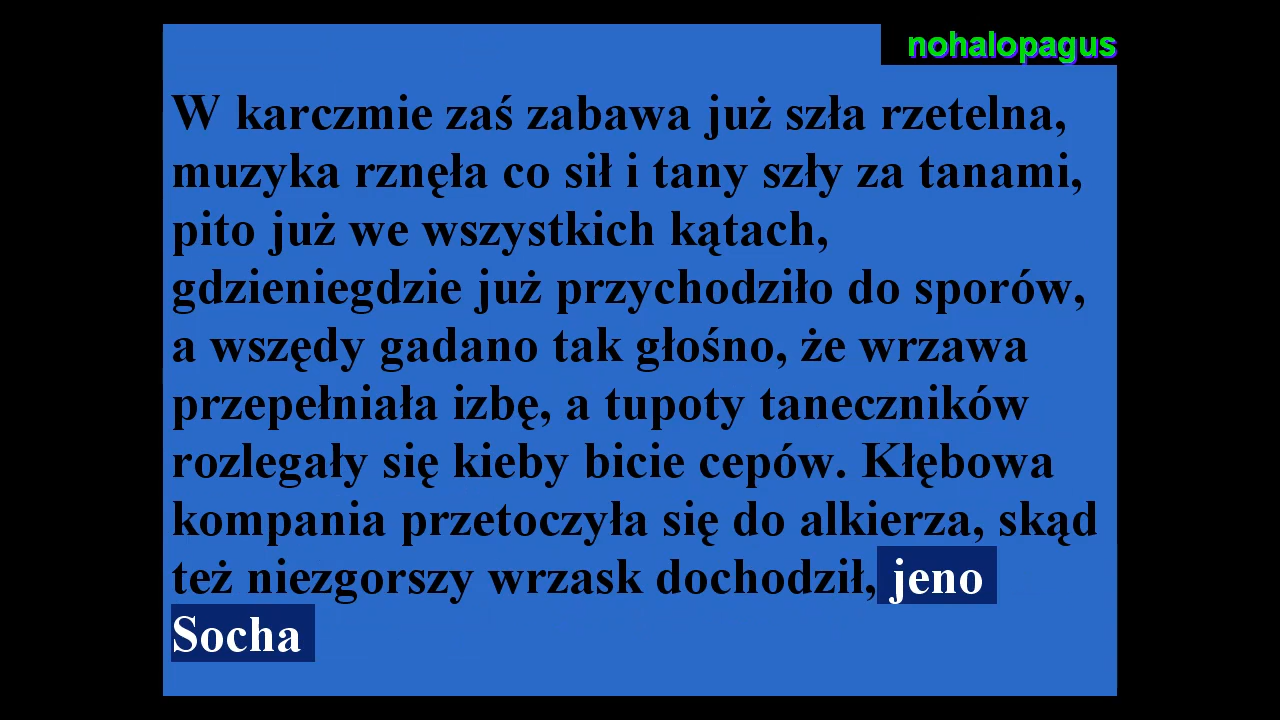 nohalopagus
W karczmie zaś zabawa już szła rzetelna,
muzyka rznęła co sił i tany szły za tanami,
pito już we wszystkich kątach,
gdzieniegdzie już przychodziło do sporów,
a wszędy gadano tak głośno, że wrzawa
przepełniała izbę, a tupoty taneczników
rozlegały się kieby bicie cepów. Kłębowa
kompania przetoczyła się do alkierza, skąd
też niezgorszy wrzask dochodził, jeno
Socha